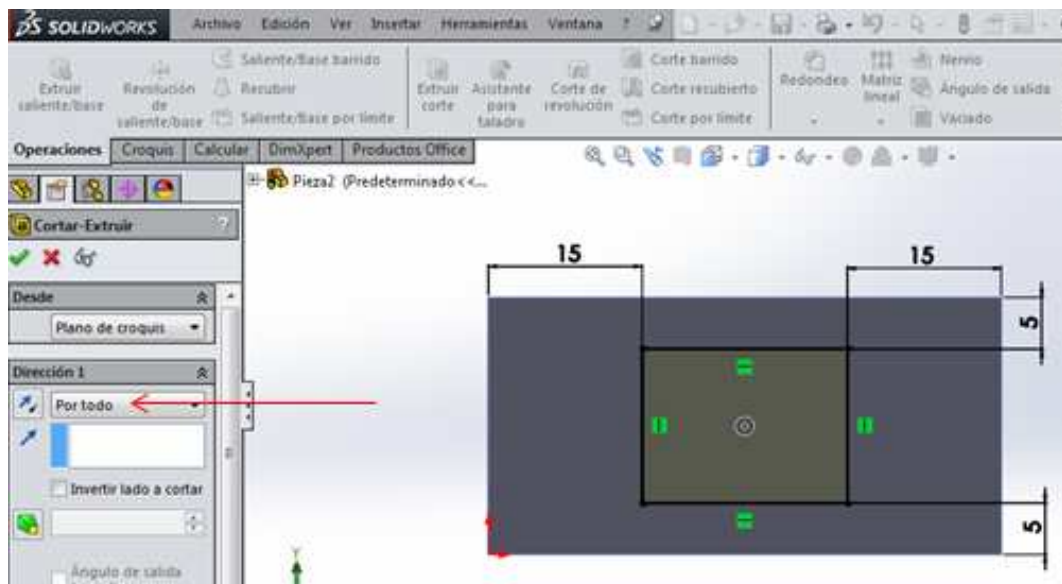 SOLIDWORKS Archivo Edición Ver Insertar Herramientas Ventana ?
Extruir saliente/base
Revolución de saliente/base
Saliente/Base barrido
Recubrir
Saliente/Base por límite
Extruir corte
Asistente para taladro
Corte de revolución
Corte barrido
Corte recubierto
Corte por límite
Redondeo
Matriz lineal
Nervio
Ángulo de salida
Vaciado
Operaciones Croquis Calcular DimXpert Productos Office
Pieza2 (Predeterminado<<...
Cortar-Extruir ?
Desde
Plano de croquis
Dirección 1
Por todo
Invertir lado a cortar
Ángulo de salida
15
15
5
5
Y